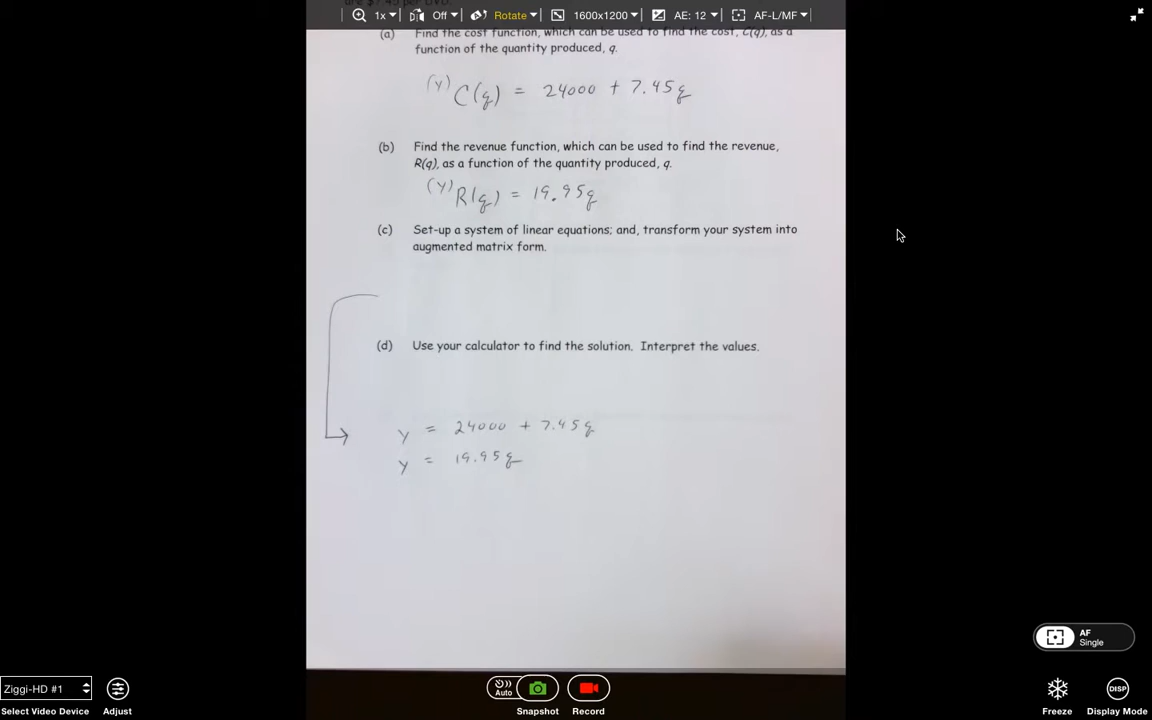 1x Off Rotate 1600x1200 AE: 12 AF-L/MF
(a) Find the cost function, which can be used to find the cost, C(q), as a
function of the quantity produced, q.
(y) C(q) = 24000 + 7.45q
(b) Find the revenue function, which can be used to find the revenue,
R(q), as a function of the quantity produced, q.
(y) R(q) = 19.95q
(c) Set-up a system of linear equations; and, transform your system into
augmented matrix form.
(d) Use your calculator to find the solution. Interpret the values.
y = 24000 + 7.45q
y = 19.95q
AF
Single
Ziggi-HD #1
Auto
DISP
Select Video Device Adjust Snapshot Record Freeze Display Mode